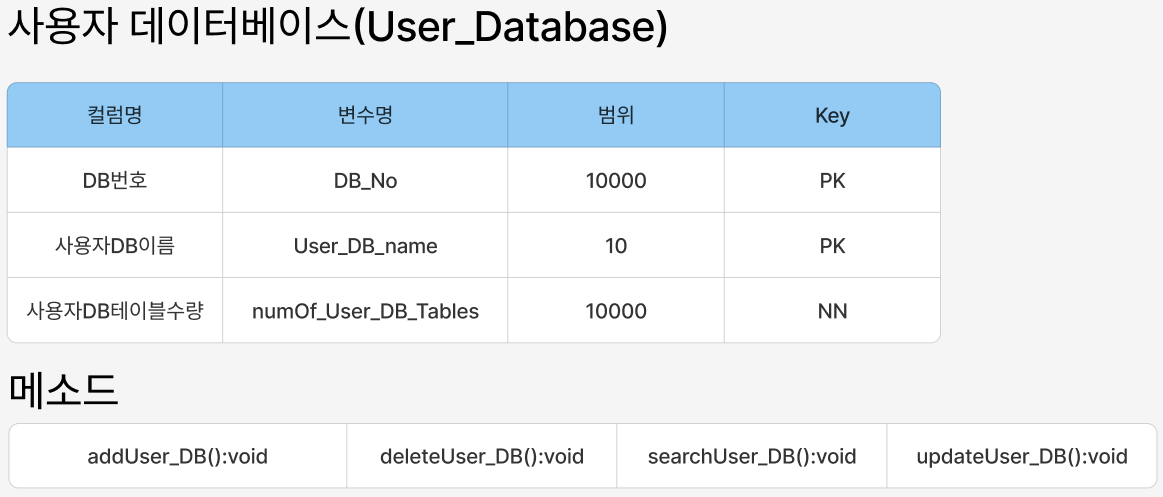 사용자 데이터베이스(User_Database)
컬럼명 변수명 범위 Key
DB번호 DB_No 10000 PK
사용자DB이름 User_DB_name 10 PK
사용자DB테이블수량 numOf_User_DB_Tables 10000 NN
메소드
addUser_DB():void deleteUser_DB():void searchUser_DB():void updateUser_DB():void